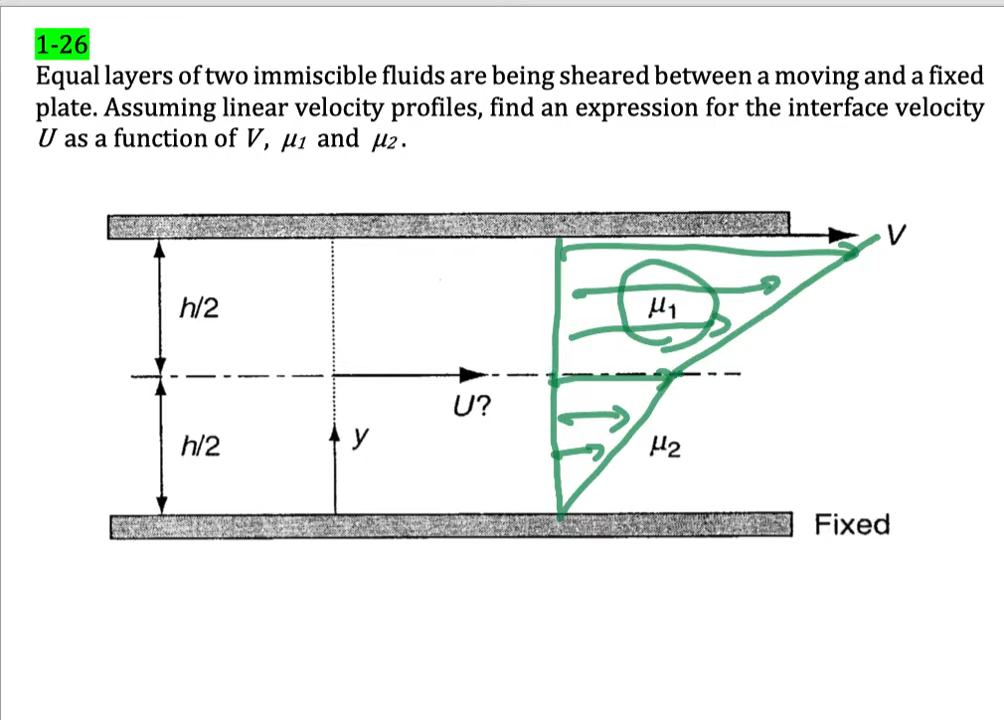 1-26
Equal layers of two immiscible fluids are being sheared between a moving and a fixed
plate. Assuming linear velocity profiles, find an expression for the interface velocity
U as a function of V, μ1 and μ2.
V
h/2
μ1
U?
h/2
y
μ2
Fixed